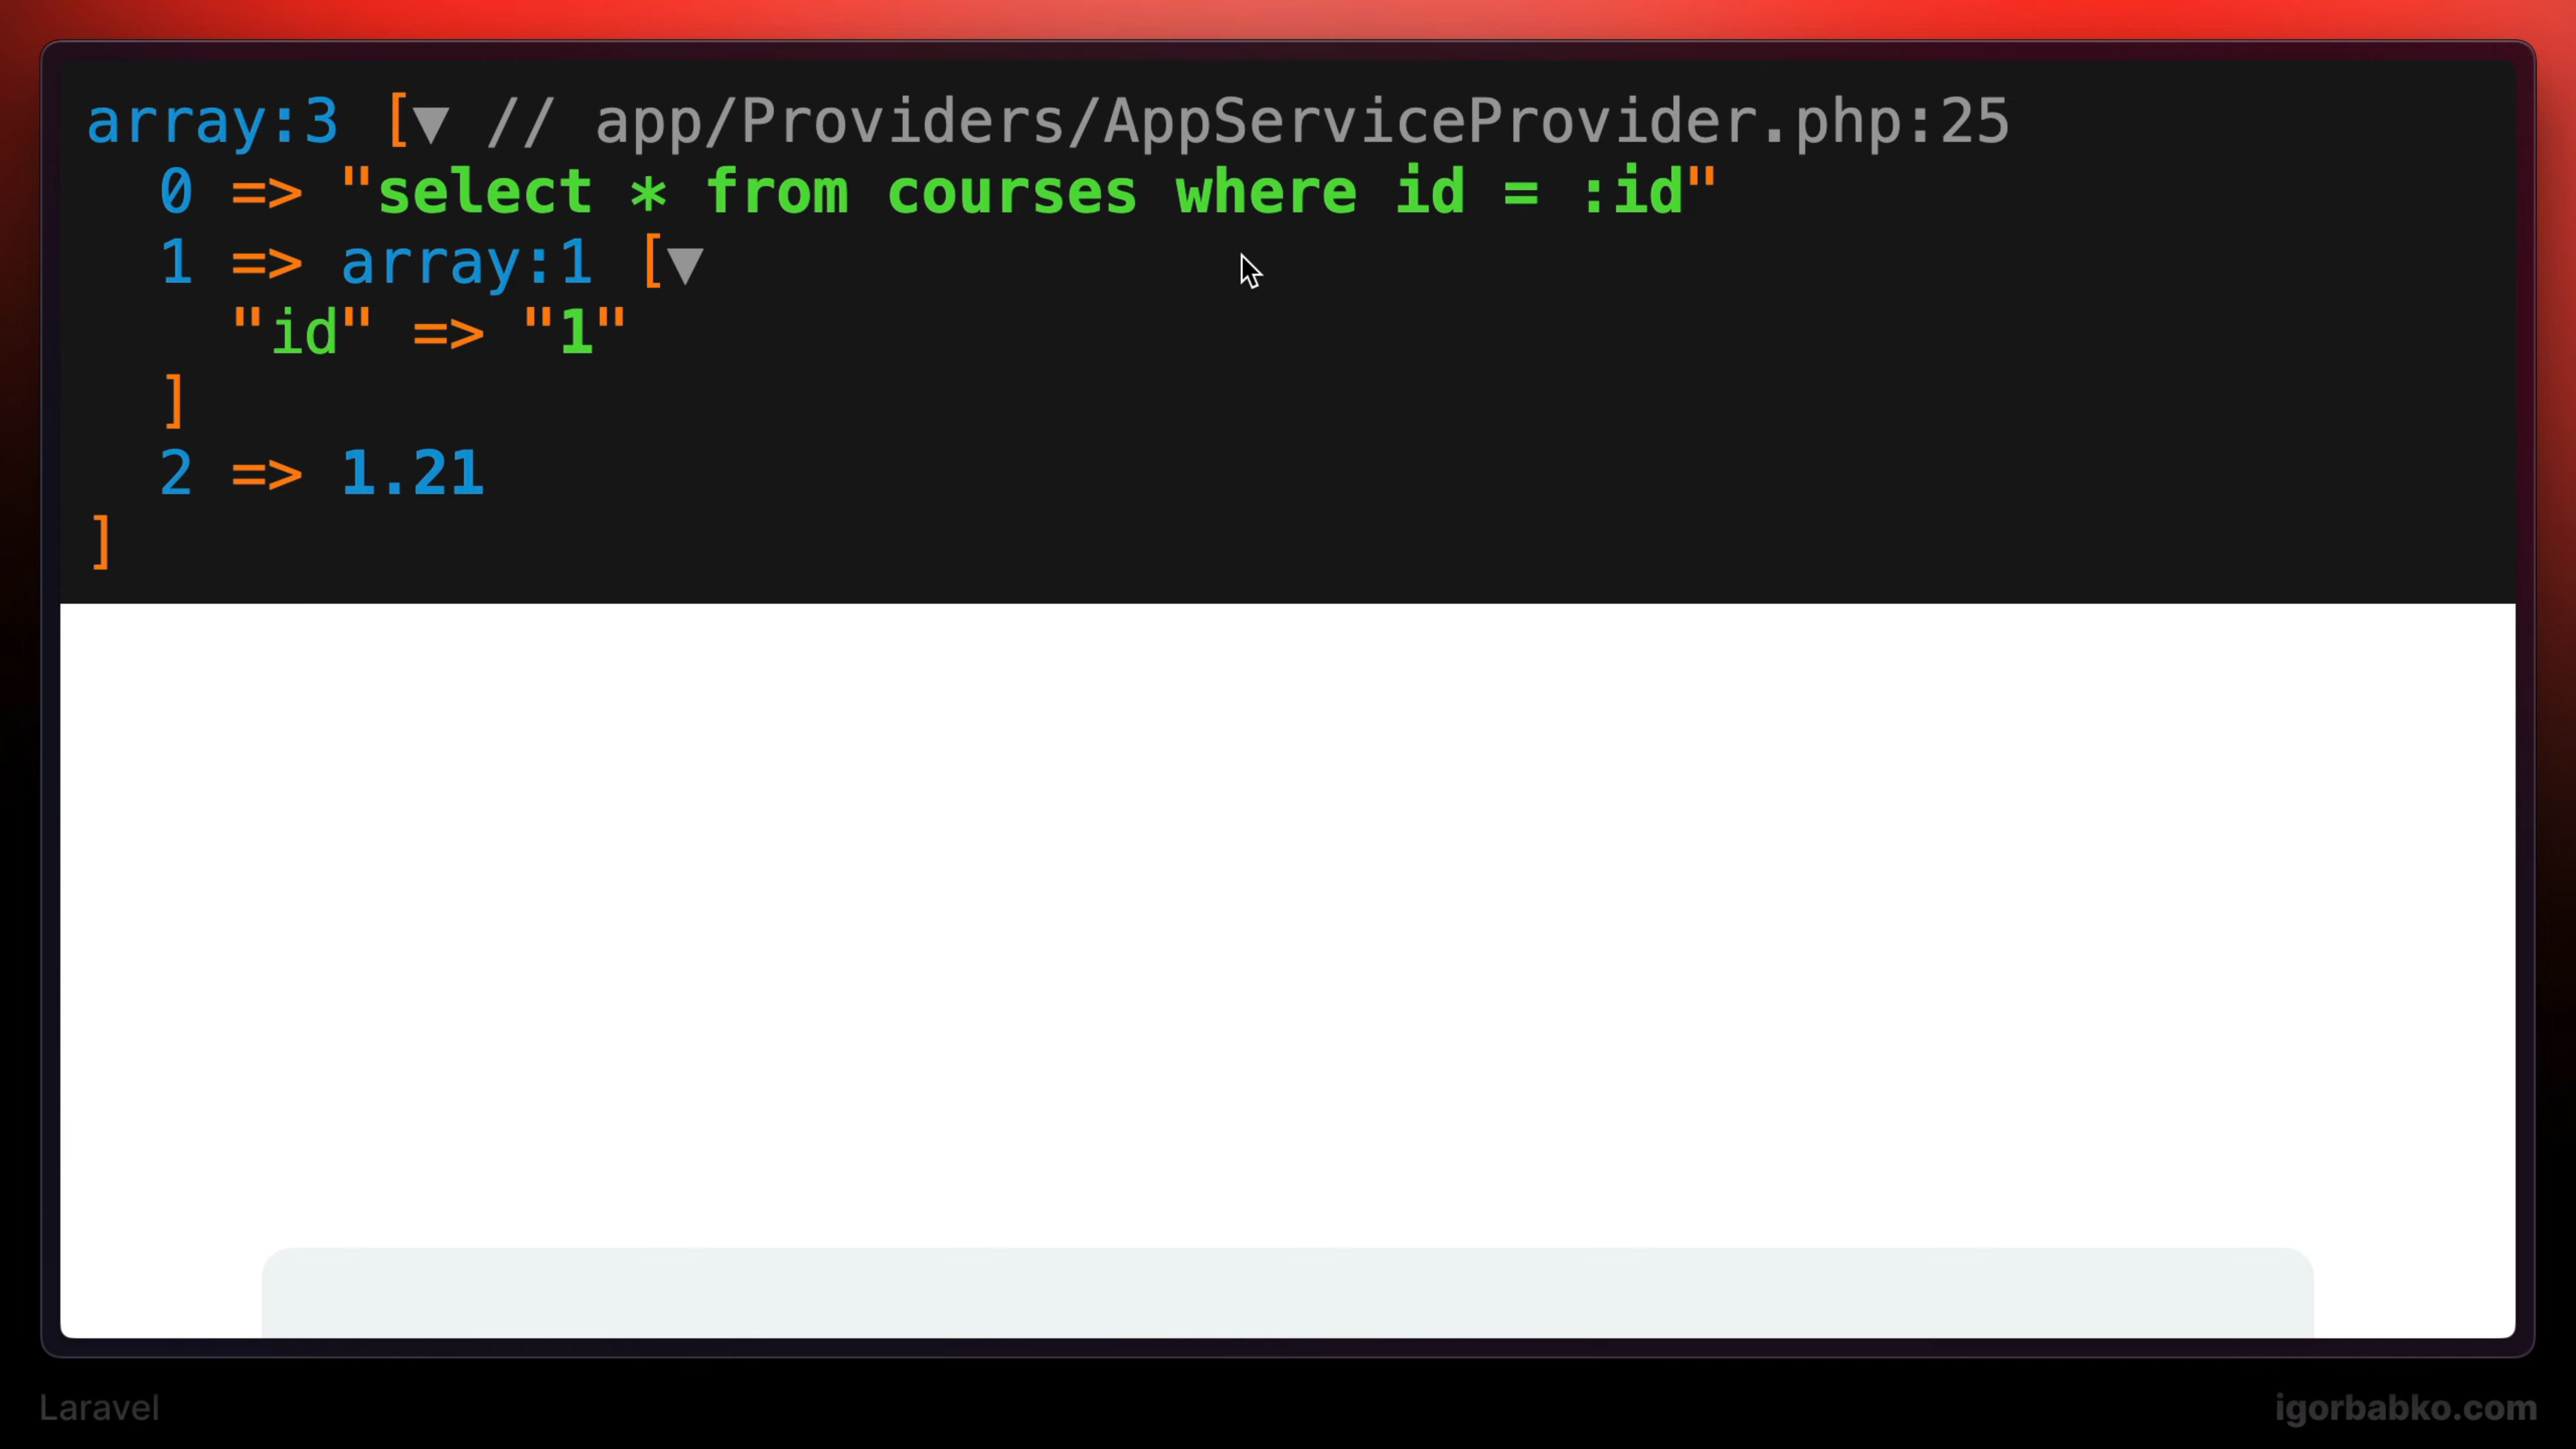 array:3 [▼ // app/Providers/AppServiceProvider.php:25
  0 => "select * from courses where id = :id"
  1 => array:1 [▼
    "id" => "1"
  ]
  2 => 1.21
]
Laravel
igorbabko.com